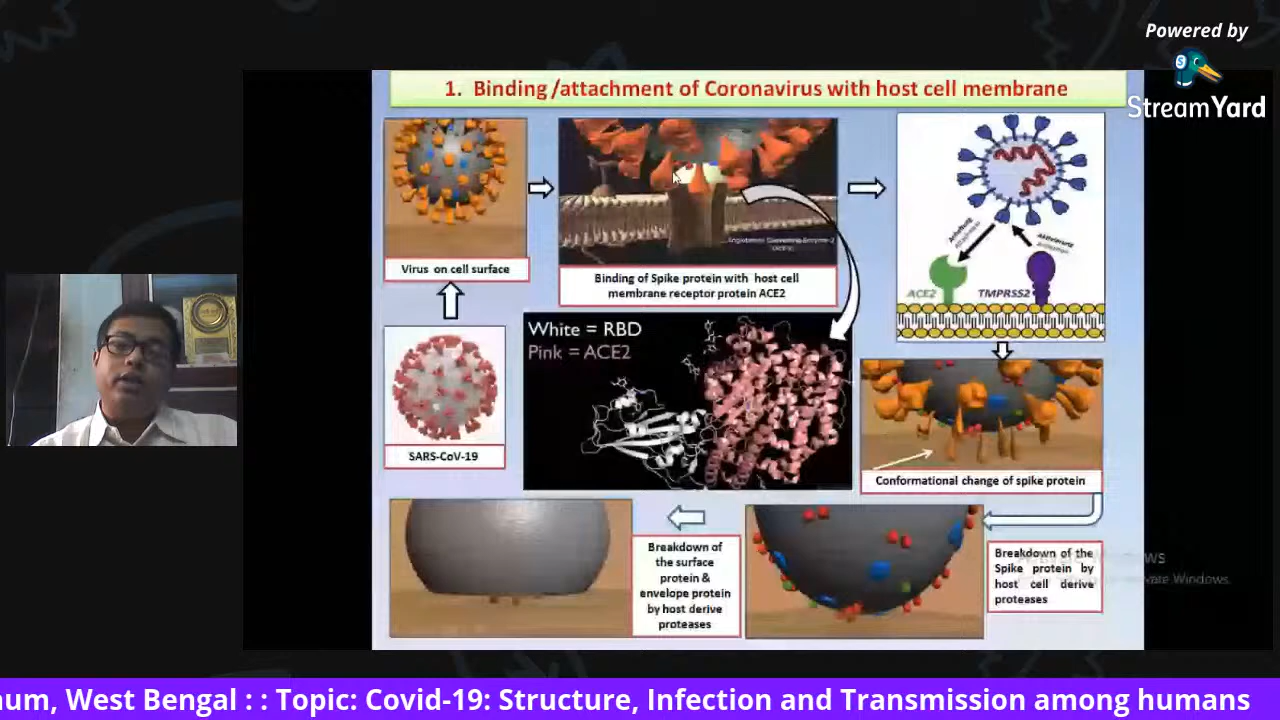 Powered by
StreamYard
1. Binding /attachment of Coronavirus with host cell membrane
Virus on cell surface
Binding of Spike protein with host cell
membrane receptor protein ACE2
ACE2
TMPRSS2
White = RBD
Pink = ACE2
SARS-CoV-19
Conformational change of spike protein
Breakdown of
the surface
protein &
envelope protein
by host derive
proteases
Breakdown of the
Spike protein by
host cell derive
proteases
um, West Bengal : : Topic: Covid-19: Structure, Infection and Transmission among humans